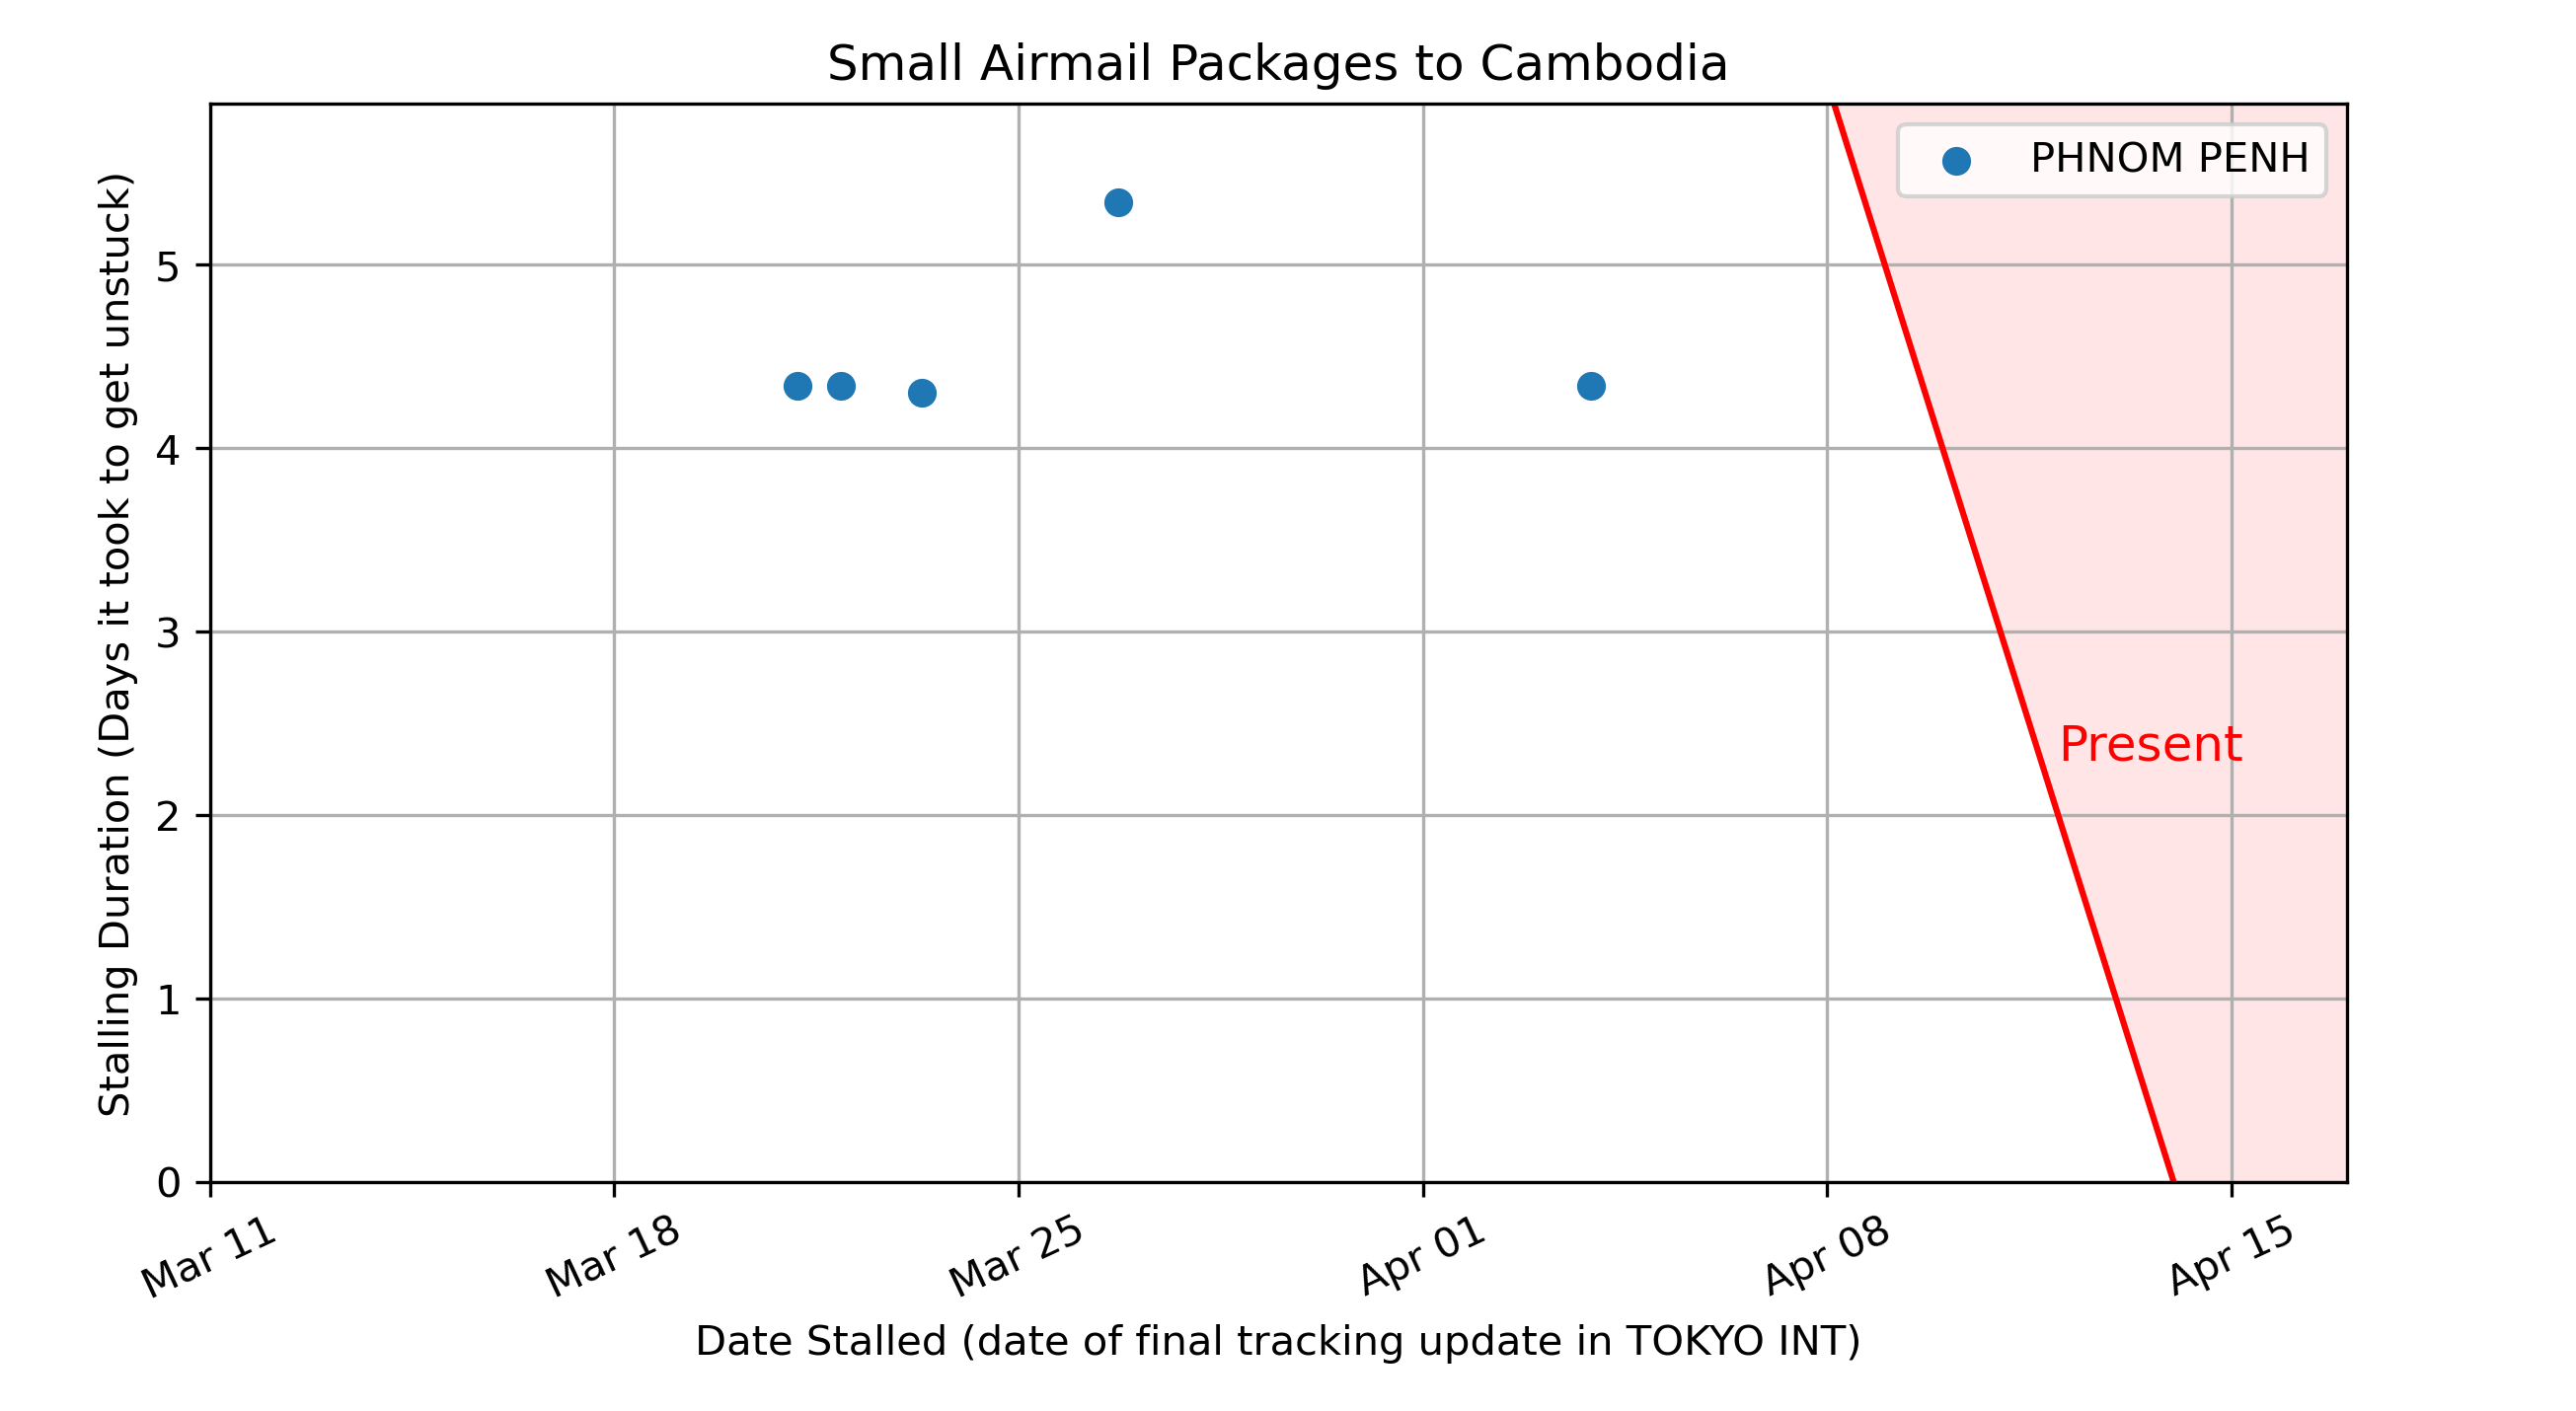 Small Airmail Packages to Cambodia
PHNOM PENH
Stalling Duration (Days it took to get unstuck)
5
4
3
2
1
0
Present
Mar 11
Mar 18
Mar 25
Apr 01
Apr 08
Apr 15
Date Stalled (date of final tracking update in TOKYO INT)